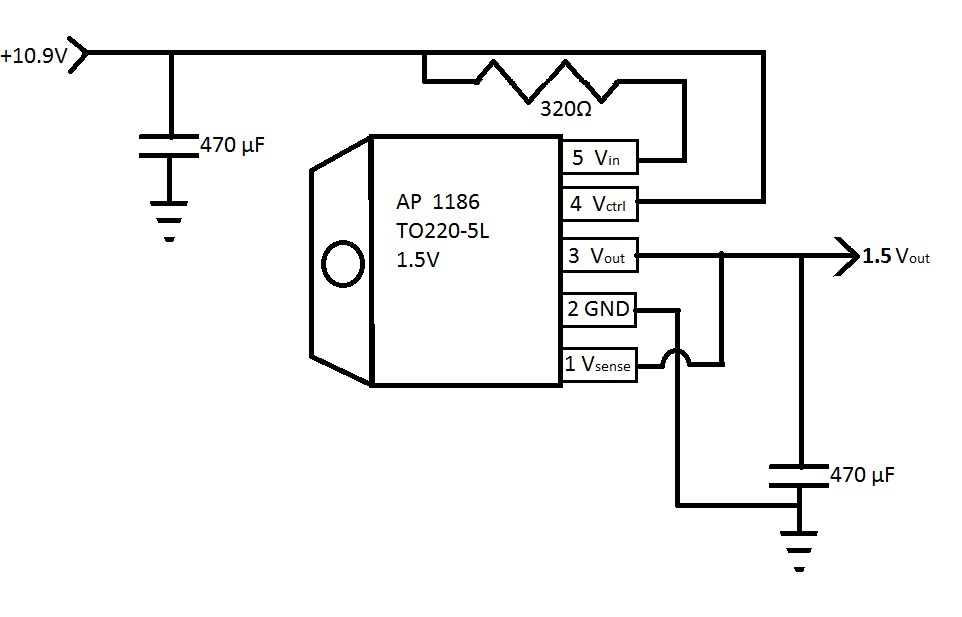 +10.9V
470 µF
320Ω
AP 1186
TO220-5L
1.5V
5 Vin
4 Vctrl
3 Vout
2 GND
1 Vsense
1.5 Vout
470 µF